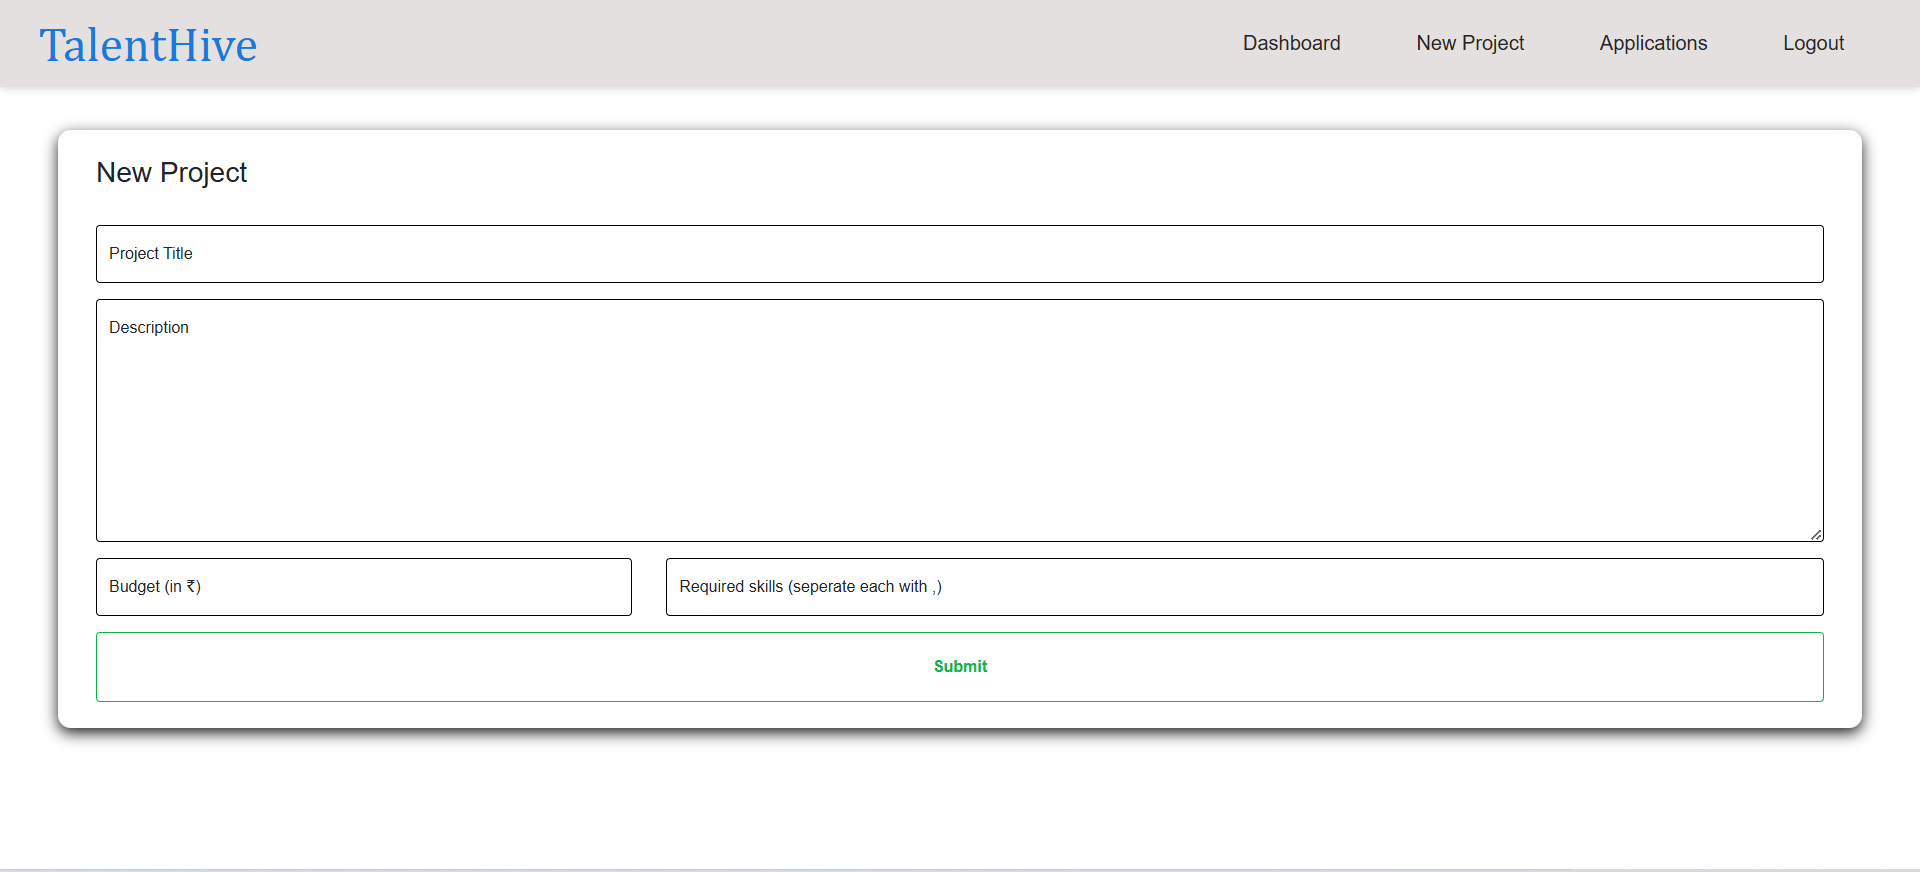 TalentHive
Dashboard New Project Applications Logout
New Project
Project Title
Description
Budget (in ₹)
Required skills (seperate each with ,)
Submit